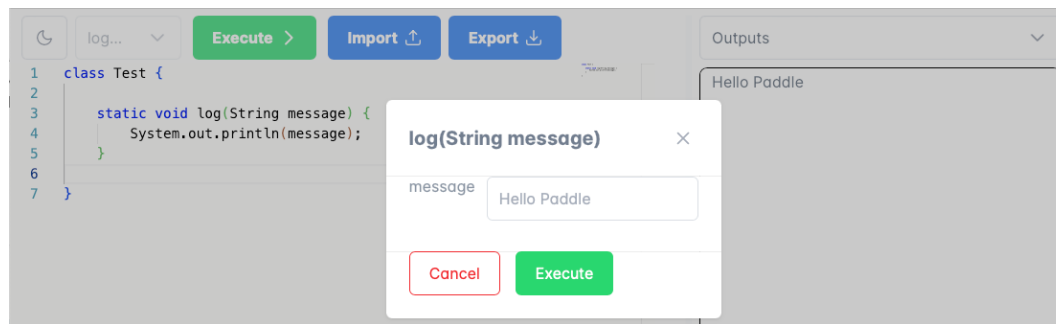 log...
Execute
Import
Export
Outputs
1 class Test {
2
3 static void log(String message) {
4 System.out.println(message);
5 }
6
7 }
Hello Paddle
log(String message)
message
Hello Paddle
Cancel
Execute